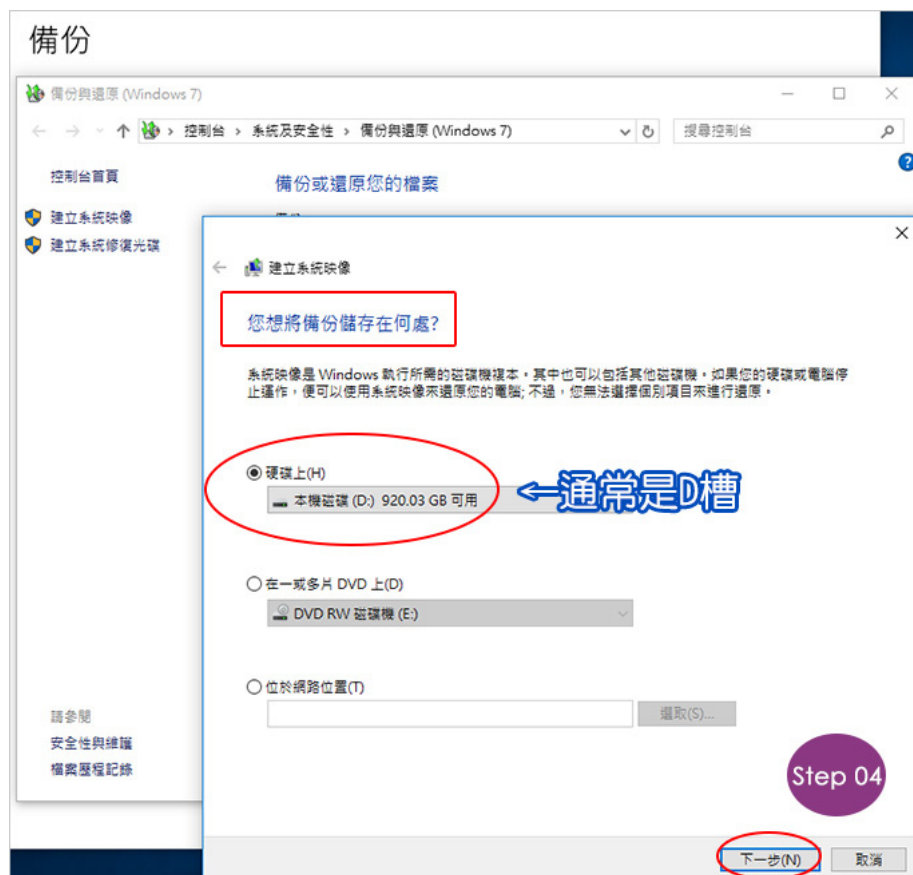 備份
備份與還原 (Windows 7)
控制台 › 系統及安全性 › 備份與還原 (Windows 7)
搜尋控制台
控制台首頁
建立系統映像
建立系統修復光碟
備份或還原您的檔案
建立系統映像
您想將備份儲存在何處?
系統映像是 Windows 執行所需的磁碟機複本。其中也可以包括其他磁碟機。如果您的硬碟或電腦停
止運作，便可以使用系統映像來還原您的電腦; 不過，您無法選擇個別項目來進行還原。
硬碟上(H)
本機磁碟 (D:) 920.03 GB 可用
←通常是D槽
在一或多片 DVD 上(D)
DVD RW 磁碟機 (E:)
位於網路位置(T)
選取(S)...
請參閱
安全性與維護
檔案歷程記錄
Step 04
下一步(N)
取消